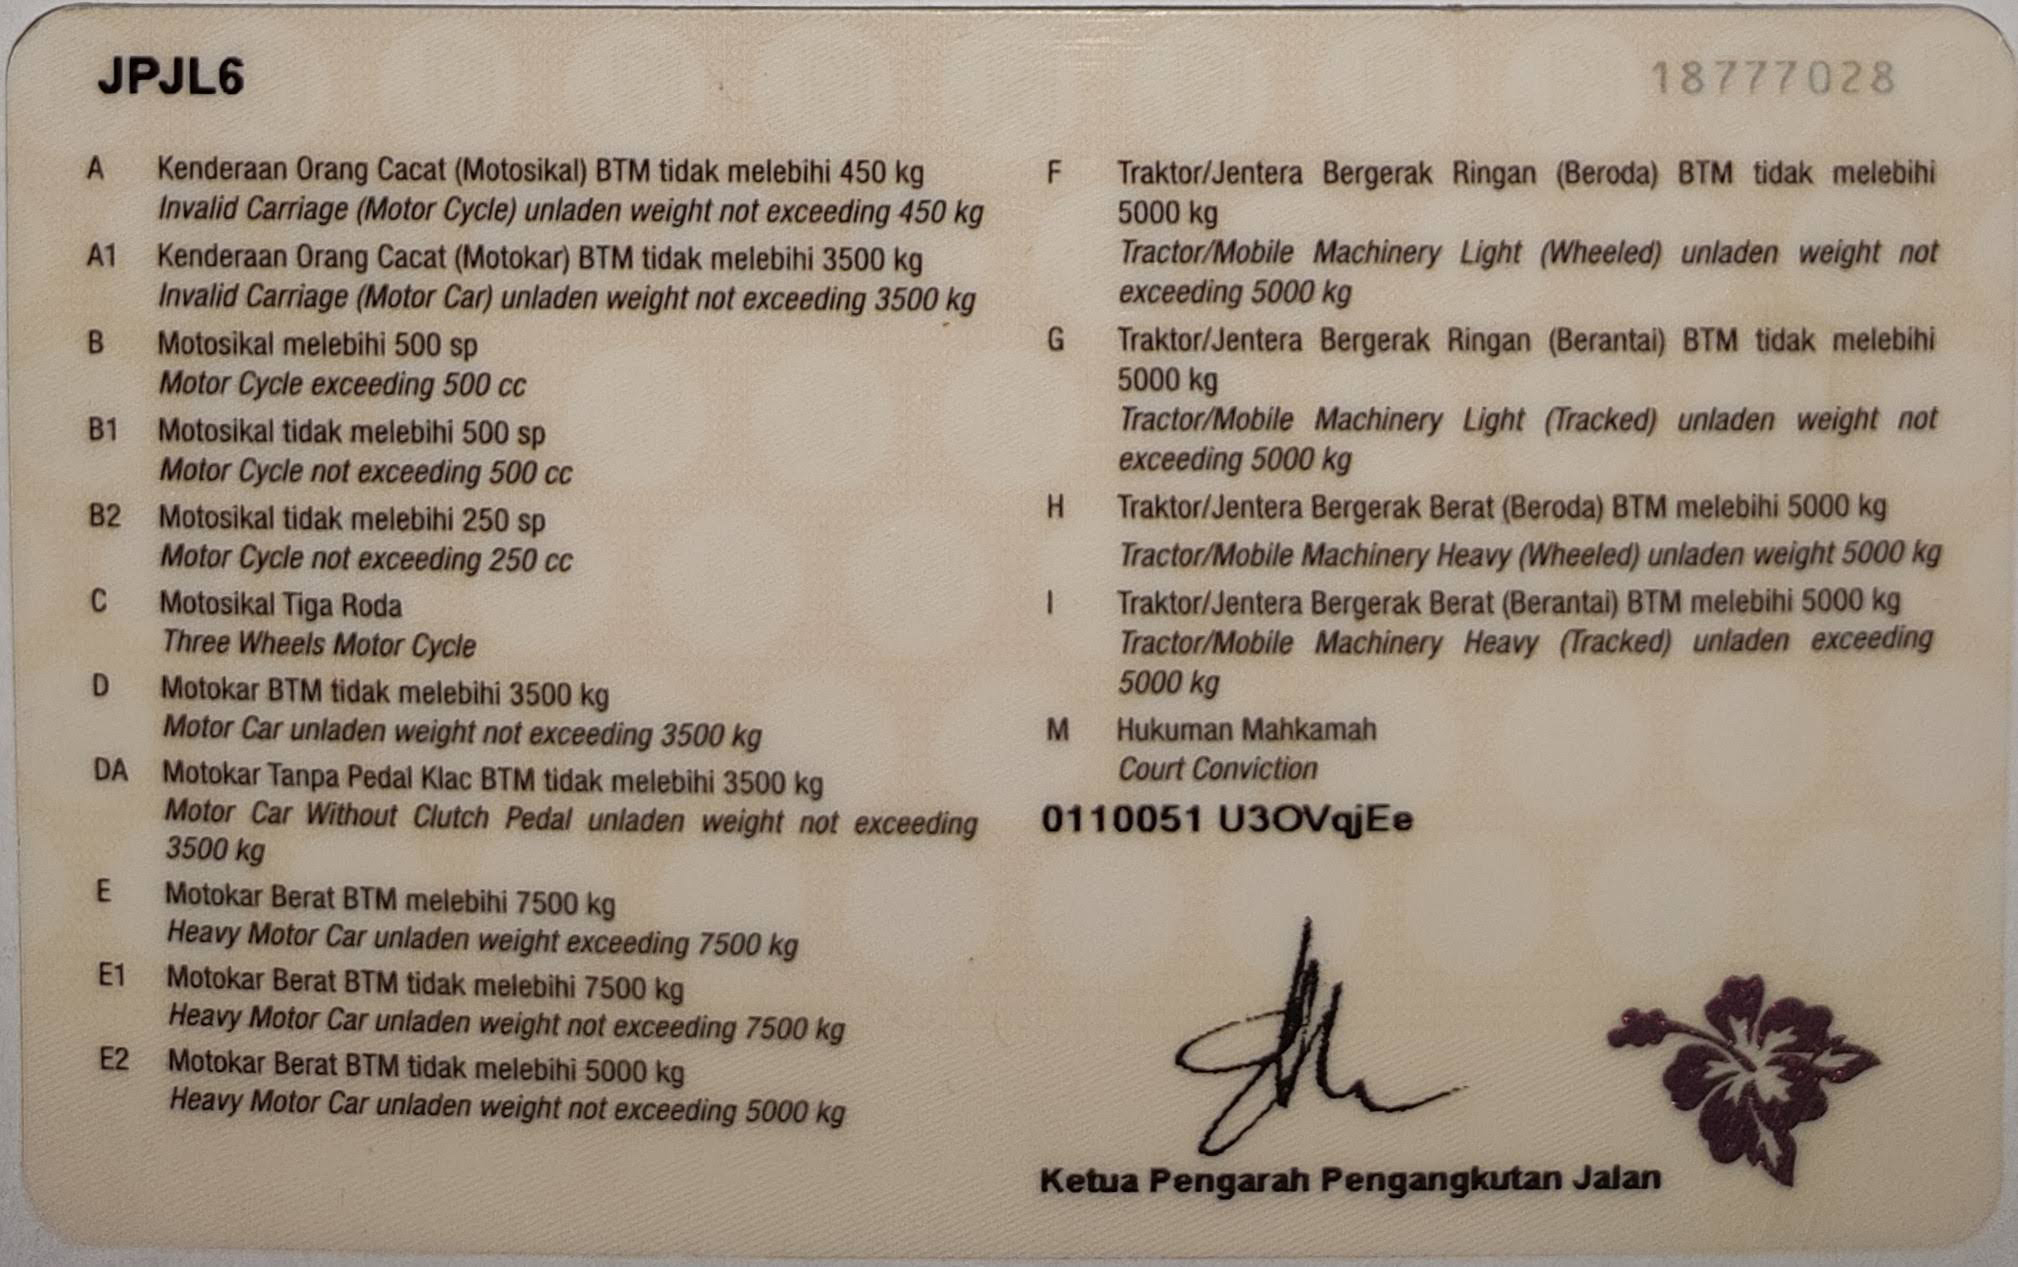 JPJL6
18777028
A Kenderaan Orang Cacat (Motosikal) BTM tidak melebihi 450 kg
Invalid Carriage (Motor Cycle) unladen weight not exceeding 450 kg
A1 Kenderaan Orang Cacat (Motokar) BTM tidak melebihi 3500 kg
Invalid Carriage (Motor Car) unladen weight not exceeding 3500 kg
B Motosikal melebihi 500 sp
Motor Cycle exceeding 500 cc
B1 Motosikal tidak melebihi 500 sp
Motor Cycle not exceeding 500 cc
B2 Motosikal tidak melebihi 250 sp
Motor Cycle not exceeding 250 cc
C Motosikal Tiga Roda
Three Wheels Motor Cycle
D Motokar BTM tidak melebihi 3500 kg
Motor Car unladen weight not exceeding 3500 kg
DA Motokar Tanpa Pedal Klac BTM tidak melebihi 3500 kg
Motor Car Without Clutch Pedal unladen weight not exceeding
3500 kg
E Motokar Berat BTM melebihi 7500 kg
Heavy Motor Car unladen weight exceeding 7500 kg
E1 Motokar Berat BTM tidak melebihi 7500 kg
Heavy Motor Car unladen weight not exceeding 7500 kg
E2 Motokar Berat BTM tidak melebihi 5000 kg
Heavy Motor Car unladen weight not exceeding 5000 kg
F Traktor/Jentera Bergerak Ringan (Beroda) BTM tidak melebihi
5000 kg
Tractor/Mobile Machinery Light (Wheeled) unladen weight not
exceeding 5000 kg
G Traktor/Jentera Bergerak Ringan (Berantai) BTM tidak melebihi
5000 kg
Tractor/Mobile Machinery Light (Tracked) unladen weight not
exceeding 5000 kg
H Traktor/Jentera Bergerak Berat (Beroda) BTM melebihi 5000 kg
Tractor/Mobile Machinery Heavy (Wheeled) unladen weight 5000 kg
I Traktor/Jentera Bergerak Berat (Berantai) BTM melebihi 5000 kg
Tractor/Mobile Machinery Heavy (Tracked) unladen exceeding
5000 kg
M Hukuman Mahkamah
Court Conviction
0110051 U3OVqjEe
Ketua Pengarah Pengangkutan Jalan